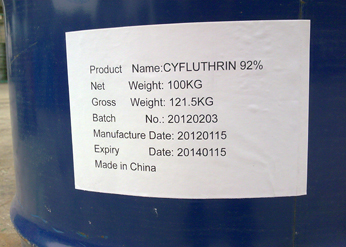 Product Name:CYFLUTHRIN 92%
Net Weight: 100KG
Gross Weight: 121.5KG
Batch No.: 20120203
Manufacture Date: 20120115
Expiry Date: 20140115
Made in China